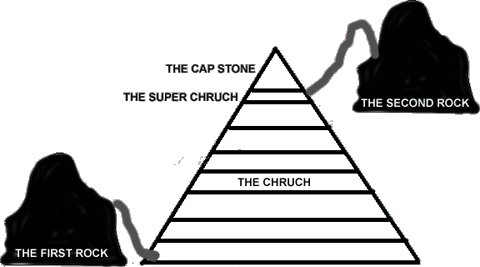 THE CAP STONE
THE SUPER CHRUCH
THE SECOND ROCK
THE CHRUCH
THE FIRST ROCK